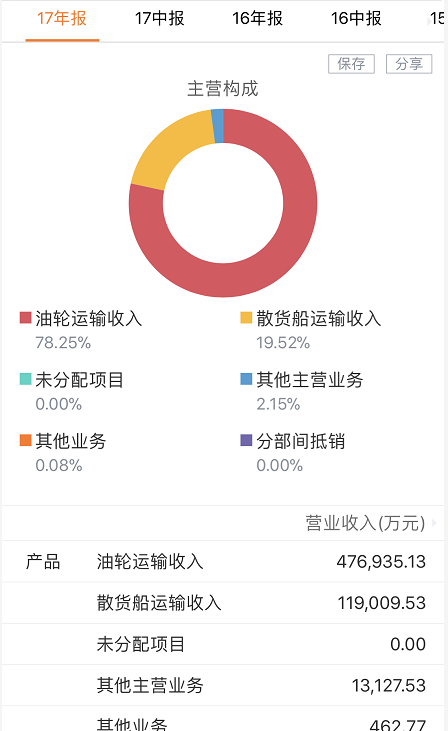 17年报 17中报 16年报 16中报 15
保存 分享
主营构成
油轮运输收入 散货船运输收入
78.25% 19.52%
未分配项目 其他主营业务
0.00% 2.15%
其他业务 分部间抵销
0.08% 0.00%
营业收入(万元)
产品 油轮运输收入 476,935.13
散货船运输收入 119,009.53
未分配项目 0.00
其他主营业务 13,127.53
其他业务 462.77